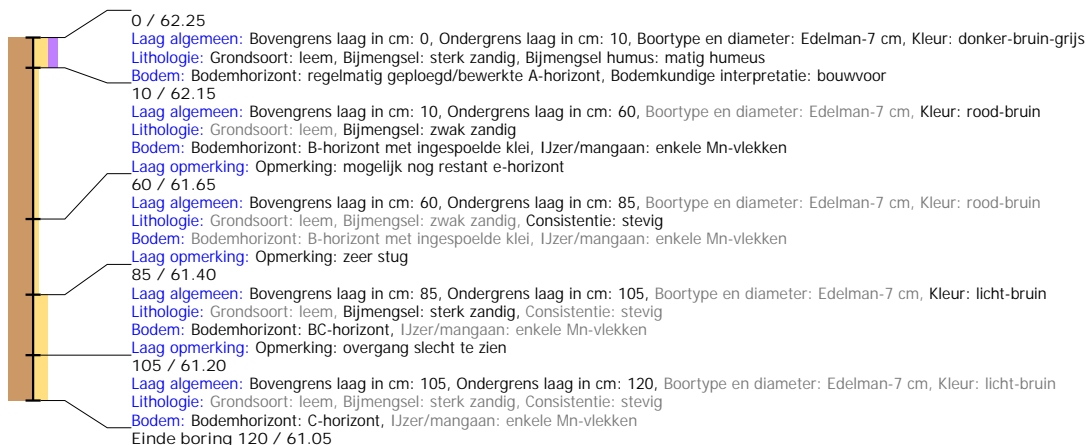 0 / 62.25
Laag algemeen: Bovengrens laag in cm: 0, Ondergrens laag in cm: 10, Boortype en diameter: Edelman-7 cm, Kleur: donker-bruin-grijs
Lithologie: Grondsoort: leem, Bijmengsel: sterk zandig, Bijmengsel humus: matig humeus
Bodem: Bodemhorizont: regelmatig geploegd/bewerkte A-horizont, Bodemkundige interpretatie: bouwvoor
10 / 62.15
Laag algemeen: Bovengrens laag in cm: 10, Ondergrens laag in cm: 60, Boortype en diameter: Edelman-7 cm, Kleur: rood-bruin
Lithologie: Grondsoort: leem, Bijmengsel: zwak zandig
Bodem: Bodemhorizont: B-horizont met ingespoelde klei, IJzer/mangaan: enkele Mn-vlekken
Laag opmerking: Opmerking: mogelijk nog restant e-horizont
60 / 61.65
Laag algemeen: Bovengrens laag in cm: 60, Ondergrens laag in cm: 85, Boortype en diameter: Edelman-7 cm, Kleur: rood-bruin
Lithologie: Grondsoort: leem, Bijmengsel: zwak zandig, Consistentie: stevig
Bodem: Bodemhorizont: B-horizont met ingespoelde klei, IJzer/mangaan: enkele Mn-vlekken
Laag opmerking: Opmerking: zeer stug
85 / 61.40
Laag algemeen: Bovengrens laag in cm: 85, Ondergrens laag in cm: 105, Boortype en diameter: Edelman-7 cm, Kleur: licht-bruin
Lithologie: Grondsoort: leem, Bijmengsel: sterk zandig, Consistentie: stevig
Bodem: Bodemhorizont: BC-horizont, IJzer/mangaan: enkele Mn-vlekken
Laag opmerking: Opmerking: overgang slecht te zien
105 / 61.20
Laag algemeen: Bovengrens laag in cm: 105, Ondergrens laag in cm: 120, Boortype en diameter: Edelman-7 cm, Kleur: licht-bruin
Lithologie: Grondsoort: leem, Bijmengsel: sterk zandig, Consistentie: stevig
Bodem: Bodemhorizont: C-horizont, IJzer/mangaan: enkele Mn-vlekken
Einde boring 120 / 61.05